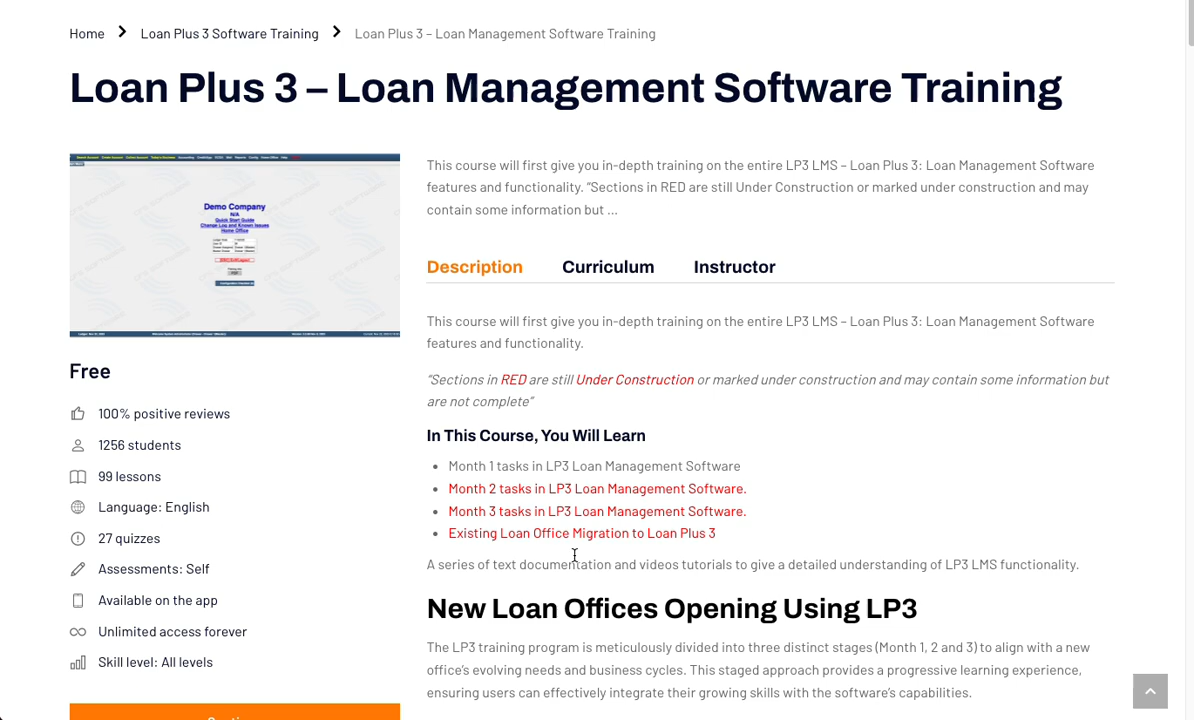 Home > Loan Plus 3 Software Training > Loan Plus 3 – Loan Management Software Training
Loan Plus 3 – Loan Management Software Training
Demo Company
N/A
Quick Start Guide
Change Log and Known Issues
Home Office
Free
100% positive reviews
1256 students
99 lessons
Language: English
27 quizzes
Assessments: Self
Available on the app
Unlimited access forever
Skill level: All levels
This course will first give you in-depth training on the entire LP3 LMS – Loan Plus 3: Loan Management Software
features and functionality. “Sections in RED are still Under Construction or marked under construction and may
contain some information but ...
Description Curriculum Instructor
This course will first give you in-depth training on the entire LP3 LMS – Loan Plus 3: Loan Management Software
features and functionality.
“Sections in RED are still Under Construction or marked under construction and may contain some information but
are not complete”
In This Course, You Will Learn
• Month 1 tasks in LP3 Loan Management Software
• Month 2 tasks in LP3 Loan Management Software.
• Month 3 tasks in LP3 Loan Management Software.
• Existing Loan Office Migration to Loan Plus 3
A series of text documentation and videos tutorials to give a detailed understanding of LP3 LMS functionality.
New Loan Offices Opening Using LP3
The LP3 training program is meticulously divided into three distinct stages (Month 1, 2 and 3) to align with a new
office’s evolving needs and business cycles. This staged approach provides a progressive learning experience,
ensuring users can effectively integrate their growing skills with the software’s capabilities.